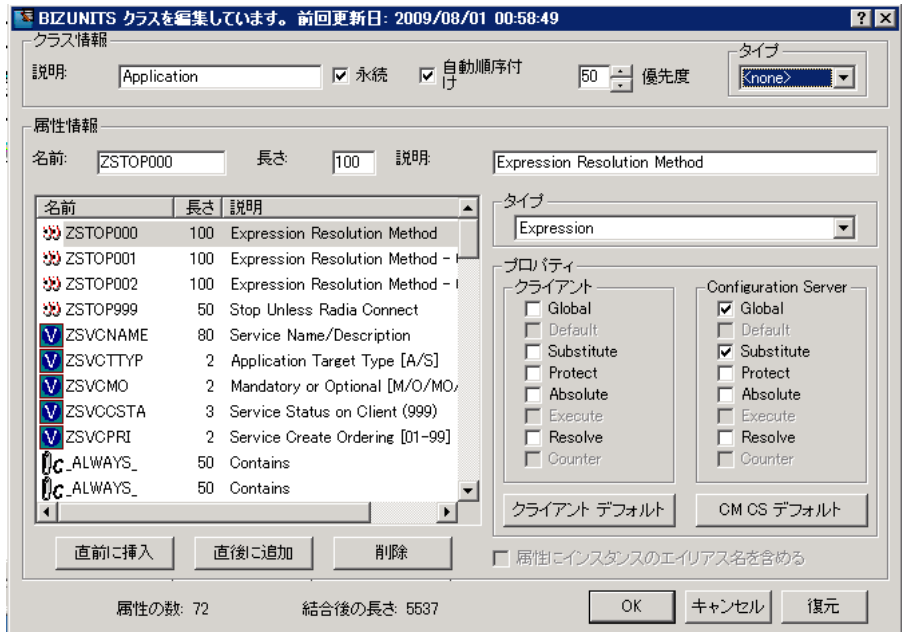 BIZUNITS クラスを編集しています。前回更新日: 2009/08/01 00:58:49
クラス情報
説明: Application 永続 自動順序付け 50 優先度
タイプ
<none>
属性情報
名前: ZSTOP000 長さ: 100 説明: Expression Resolution Method
名前 長さ 説明
ZSTOP000 100 Expression Resolution Method
ZSTOP001 100 Expression Resolution Method -
ZSTOP002 100 Expression Resolution Method -
ZSTOP999 50 Stop Unless Radia Connect
V ZSVCNAME 80 Service Name/Description
V ZSVCTTYP 2 Application Target Type [A/S]
V ZSVCMO 2 Mandatory or Optional [M/O/MO/
V ZSVCCSTA 3 Service Status on Client (999)
V ZSVCPRI 2 Service Create Ordering [01-99]
C _ALWAYS_ 50 Contains
C _ALWAYS_ 50 Contains
直前に挿入 直後に追加 削除
タイプ
Expression
プロパティ
クライアント
Global
Default
Substitute
Protect
Absolute
Execute
Resolve
Counter
クライアント デフォルト
Configuration Server
Global
Default
Substitute
Protect
Absolute
Execute
Resolve
Counter
CM CS デフォルト
属性にインスタンスのエイリアス名を含める
属性の数: 72 結合後の長さ: 5537
OK キャンセル 復元